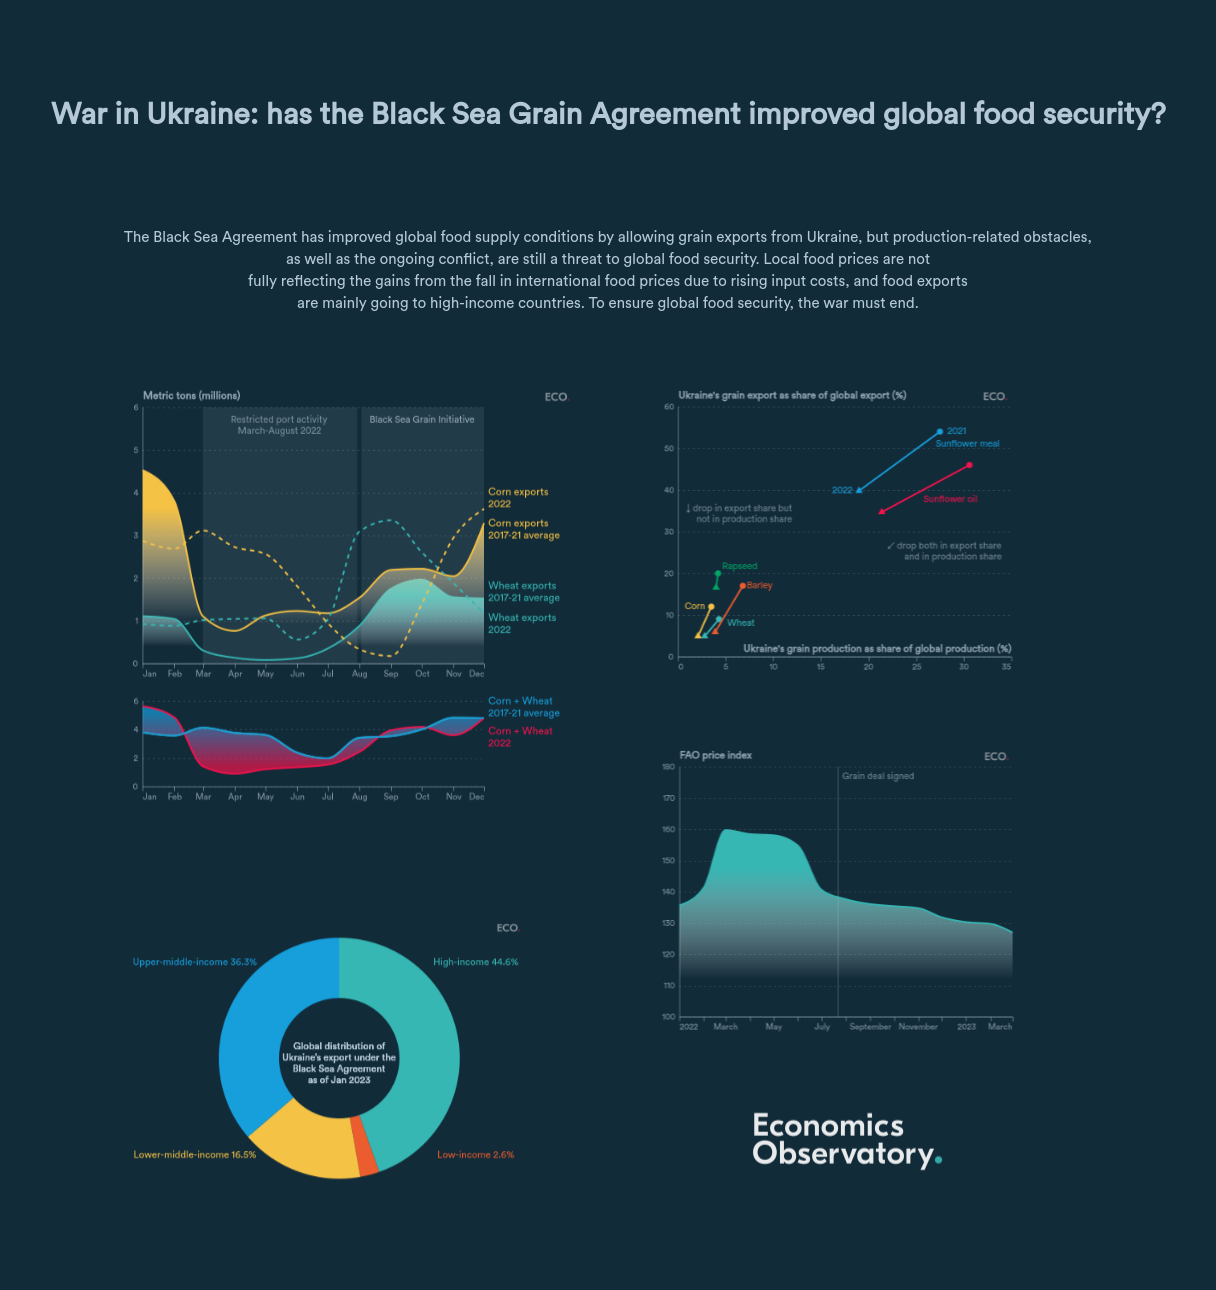 War in Ukraine: has the Black Sea Grain Agreement improved global food security?
The Black Sea Agreement has improved global food supply conditions by allowing grain exports from Ukraine, but production-related obstacles,
as well as the ongoing conflict, are still a threat to global food security. Local food prices are not
fully reflecting the gains from the fall in international food prices due to rising input costs, and food exports
are mainly going to high-income countries. To ensure global food security, the war must end.
Metric tons (millions)
ECO.
6
5
4
3
2
1
0
Restricted port activity
March-August 2022
Black Sea Grain Initiative
Corn exports
2022
Corn exports
2017-21 average
Wheat exports
2017-21 average
Wheat exports
2022
Jan Feb Mar Apr May Jun Jul Aug Sep Oct Nov Dec
6
4
2
0
Corn + Wheat
2017-21 average
Corn + Wheat
2022
Jan Feb Mar Apr May Jun Jul Aug Sep Oct Nov Dec
Ukraine's grain export as share of global export (%)
ECO.
60
50
40
30
20
10
0
2021
Sunflower meal
2022
Sunflower oil
↓ drop in export share but
not in production share
↙ drop both in export share
and in production share
Rapseed
Barley
Corn
Wheat
Ukraine's grain production as share of global production (%)
0 5 10 15 20 25 30 35
FAO price index
ECO.
180
170
160
150
140
130
120
110
100
Grain deal signed
2022 March May July September November 2023 March
ECO.
Upper-middle-income 36.3%
High-income 44.6%
Global distribution of
Ukraine's export under the
Black Sea Agreement
as of Jan 2023
Lower-middle-income 16.5%
Low-income 2.6%
Economics
Observatory.